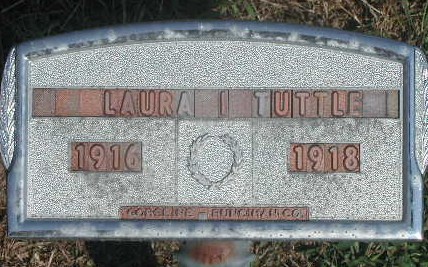 LAURA I TUTTLE
1916 1918
GORSLINE - RUNCIMAN CO.